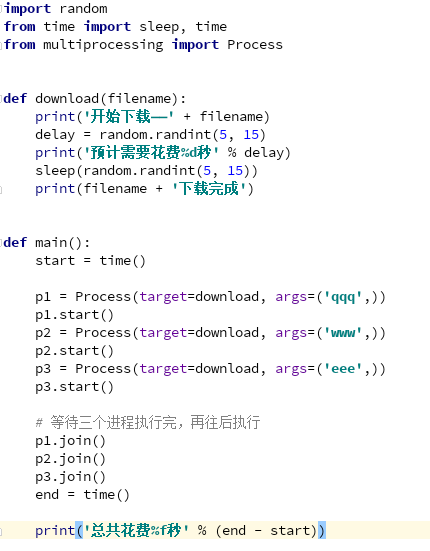 import random
from time import sleep, time
from multiprocessing import Process
def download(filename):
    print('开始下载——' + filename)
    delay = random.randint(5, 15)
    print('预计需要花费%d秒' % delay)
    sleep(random.randint(5, 15))
    print(filename + '下载完成')
def main():
    start = time()
    p1 = Process(target=download, args=('qqq',))
    p1.start()
    p2 = Process(target=download, args=('www',))
    p2.start()
    p3 = Process(target=download, args=('eee',))
    p3.start()
    # 等待三个进程执行完，再往后执行
    p1.join()
    p2.join()
    p3.join()
    end = time()
    print('总共花费%f秒' % (end - start))